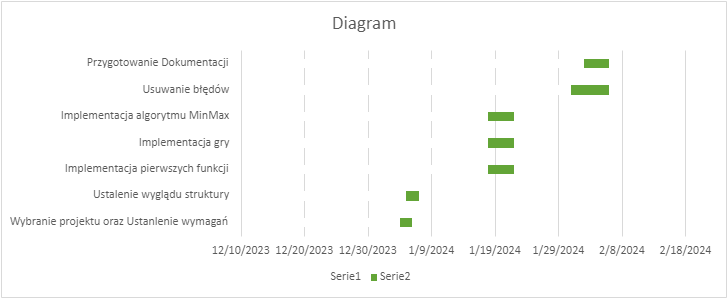 Diagram
Przygotowanie Dokumentacji
Usuwanie błędów
Implementacja algorytmu MinMax
Implementacja gry
Implementacja pierwszych funkcji
Ustalenie wyglądu struktury
Wybranie projektu oraz Ustanlenie wymagań
12/10/2023 12/20/2023 12/30/2023 1/9/2024 1/19/2024 1/29/2024 2/8/2024 2/18/2024
Serie1 Serie2